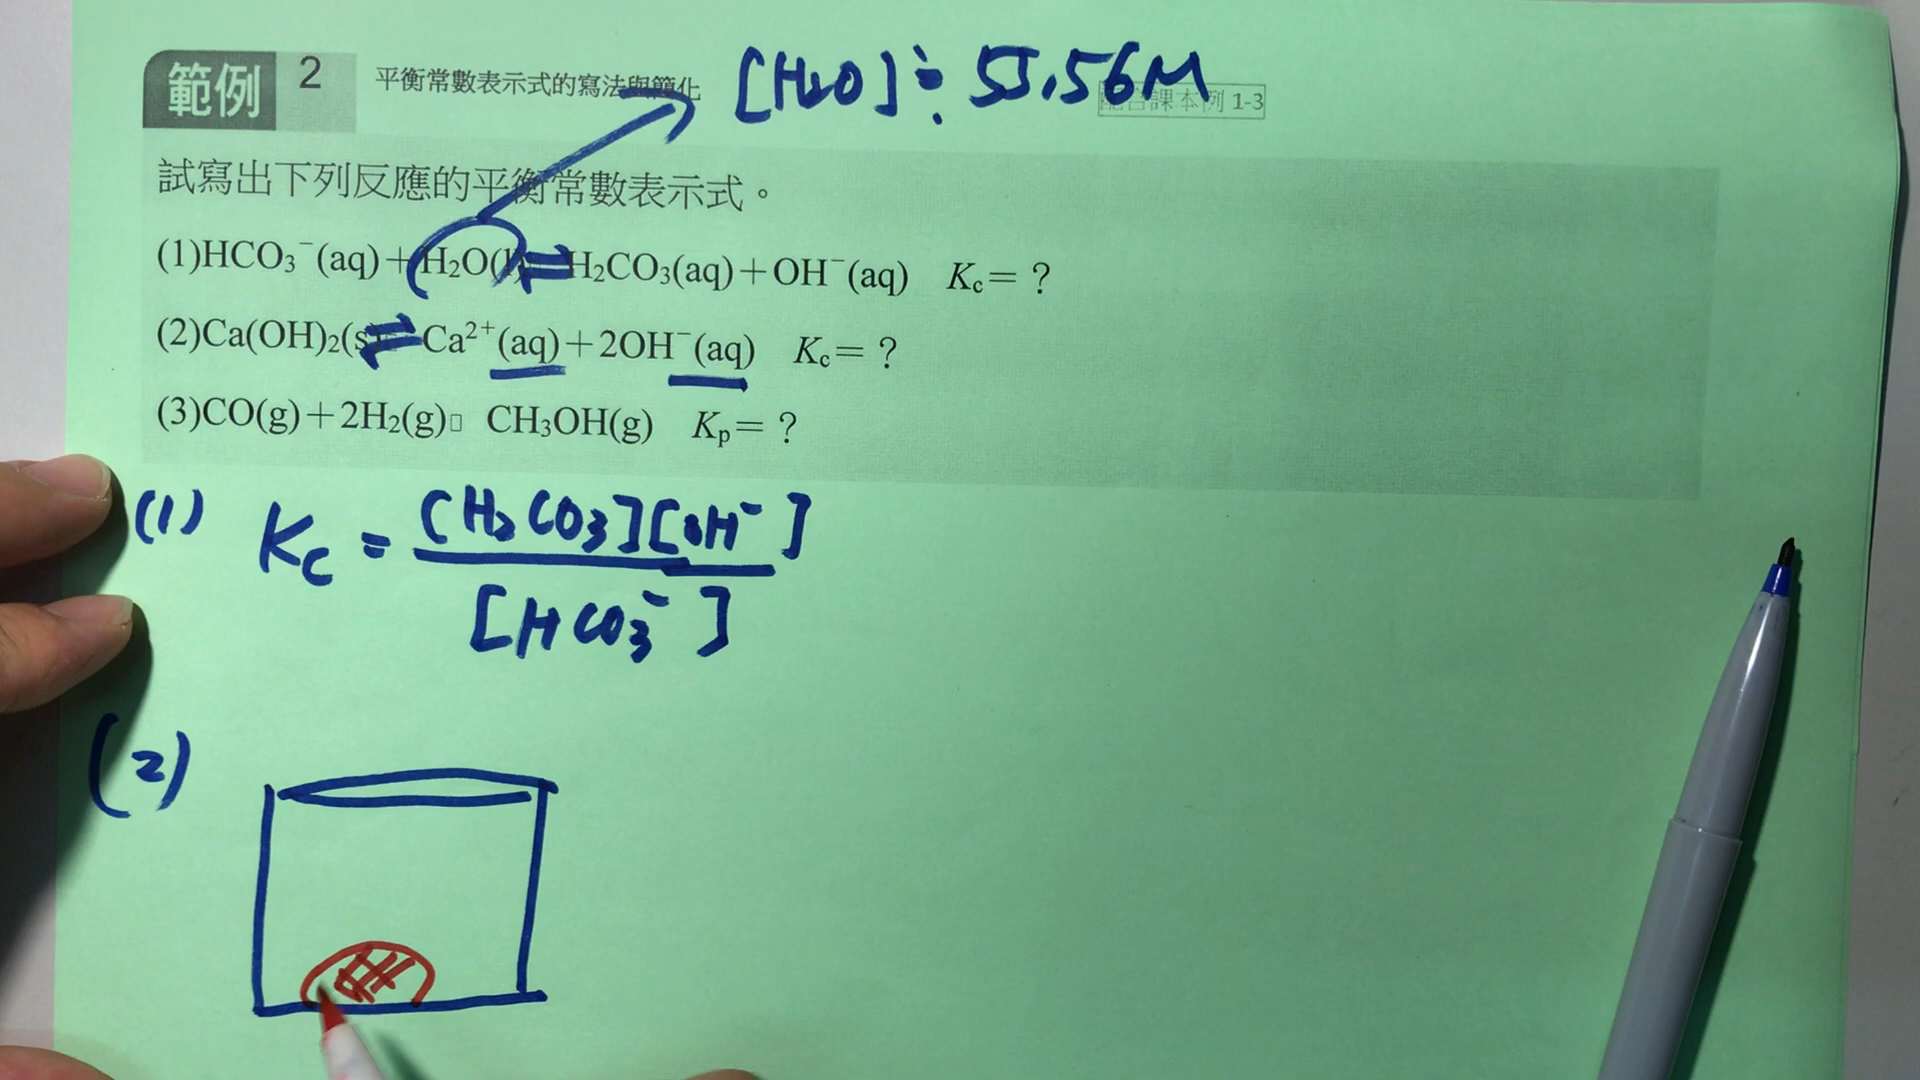 範例 2 平衡常數表示式的寫法與簡化 [H₂O]≒55.56M
配合課本例 1-3
試寫出下列反應的平衡常數表示式。
(1)HCO₃⁻(aq)+H₂O(l)⇌H₂CO₃(aq)+OH⁻(aq) Kc=?
(2)Ca(OH)₂(s)⇌Ca²⁺(aq)+2OH⁻(aq) Kc=?
(3)CO(g)+2H₂(g)□ CH₃OH(g) Kp=?
(1) Kc = [H₂CO₃][OH⁻]
[HCO₃⁻]
(2)